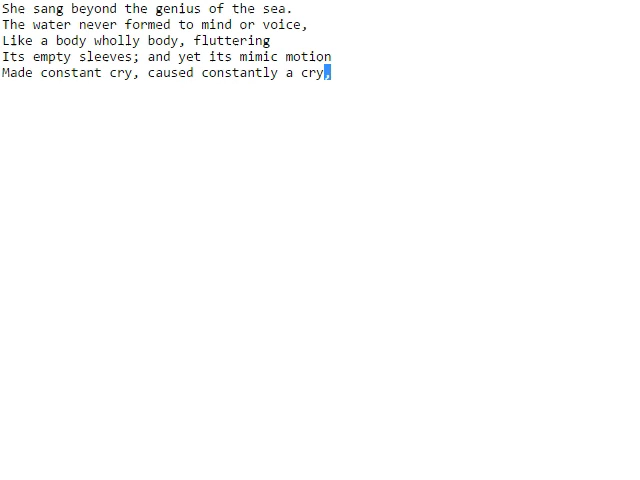 She sang beyond the genius of the sea.
The water never formed to mind or voice,
Like a body wholly body, fluttering
Its empty sleeves; and yet its mimic motion
Made constant cry, caused constantly a cry,